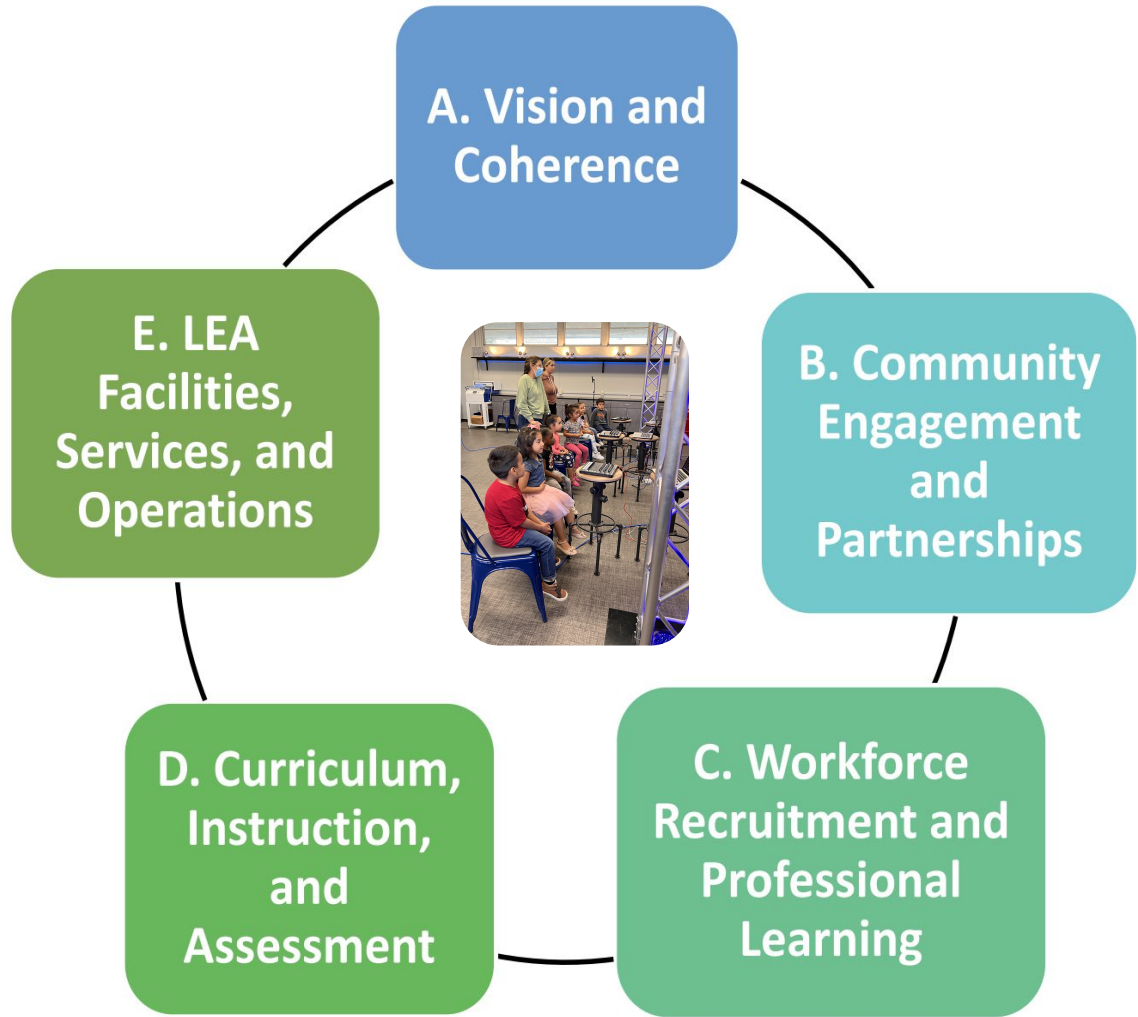 A. Vision and
Coherence
B. Community
Engagement
and
Partnerships
C. Workforce
Recruitment and
Professional
Learning
D. Curriculum,
Instruction,
and
Assessment
E. LEA
Facilities,
Services, and
Operations